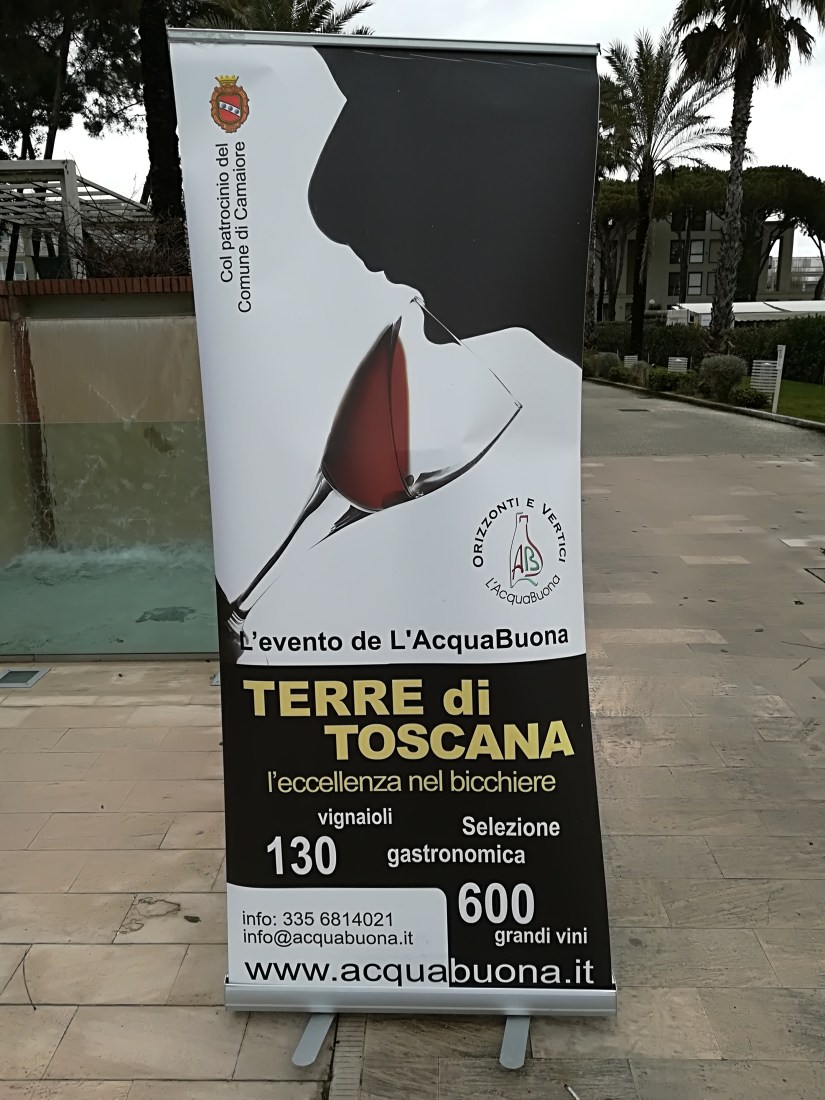 Col patrocinio del
Comune di Camaiore
ORIZZONTI E VERTICI
AB
L'AcquaBuona
L'evento de L'AcquaBuona
TERRE di
TOSCANA
l'eccellenza nel bicchiere
vignaioli
130
Selezione
gastronomica
600
grandi vini
info: 335 6814021
info@acquabuona.it
www.acquabuona.it